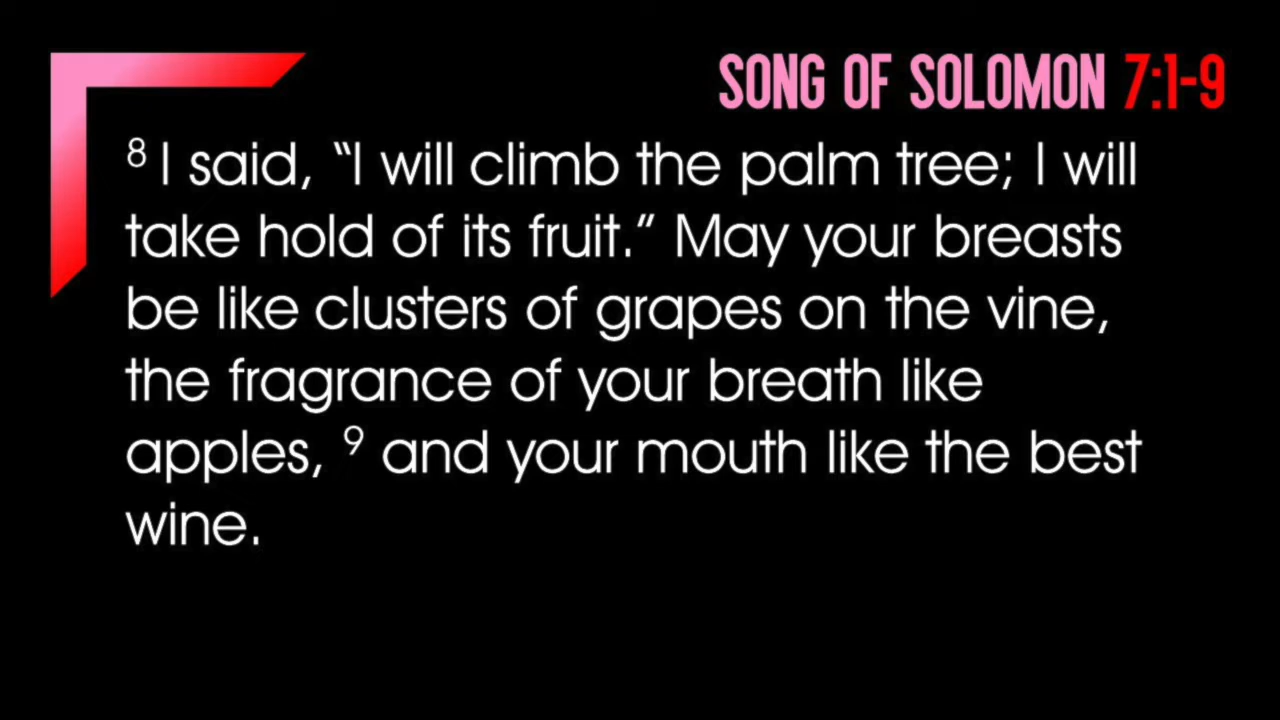 SONG OF SOLOMON 7:1-9
8 I said, “I will climb the palm tree; I will
take hold of its fruit.” May your breasts
be like clusters of grapes on the vine,
the fragrance of your breath like
apples, 9 and your mouth like the best
wine.